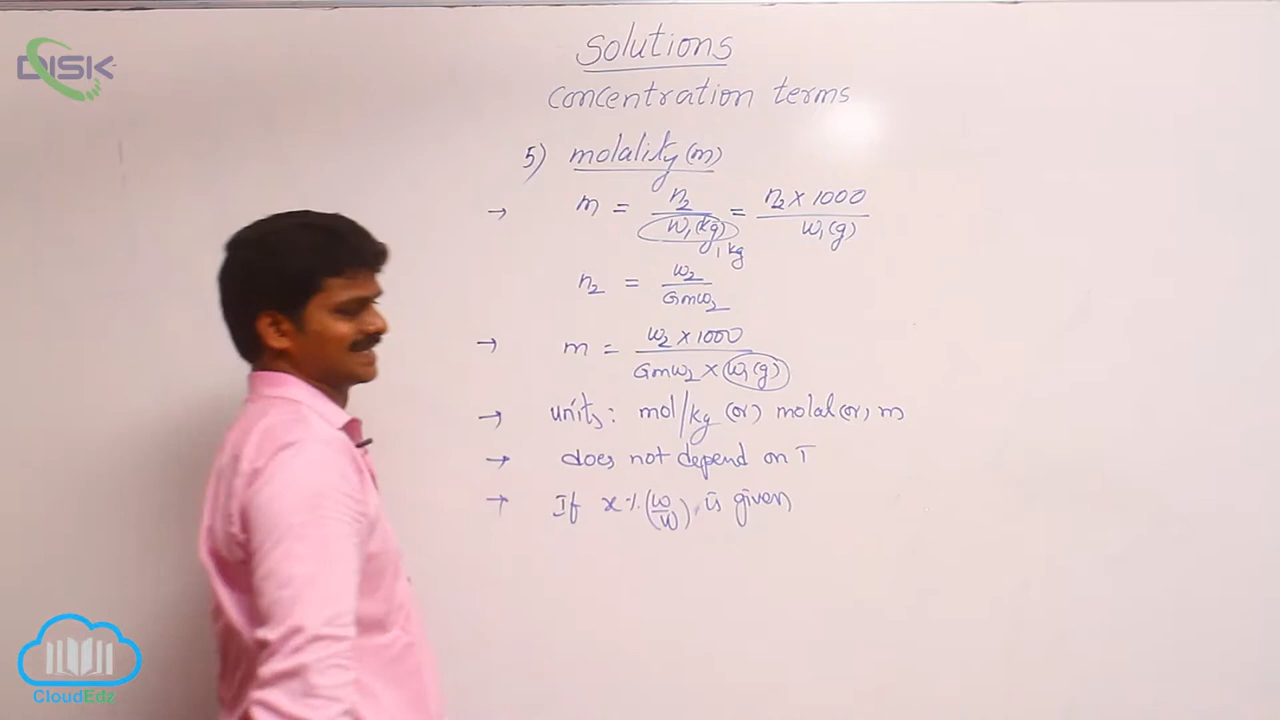 DISK
Solutions
concentration terms
5) molality (m)
→ m = n₂ / W₁(kg) = n₂ × 1000 / W₁(g)
1 kg
n₂ = w₂ / Gmw₂
→ m = w₂ × 1000 / Gmw₂ × w₁(g)
→ units: mol/kg (or) molal (or) m
→ does not depend on T
→ If x % (w/W) is given
CloudEdz